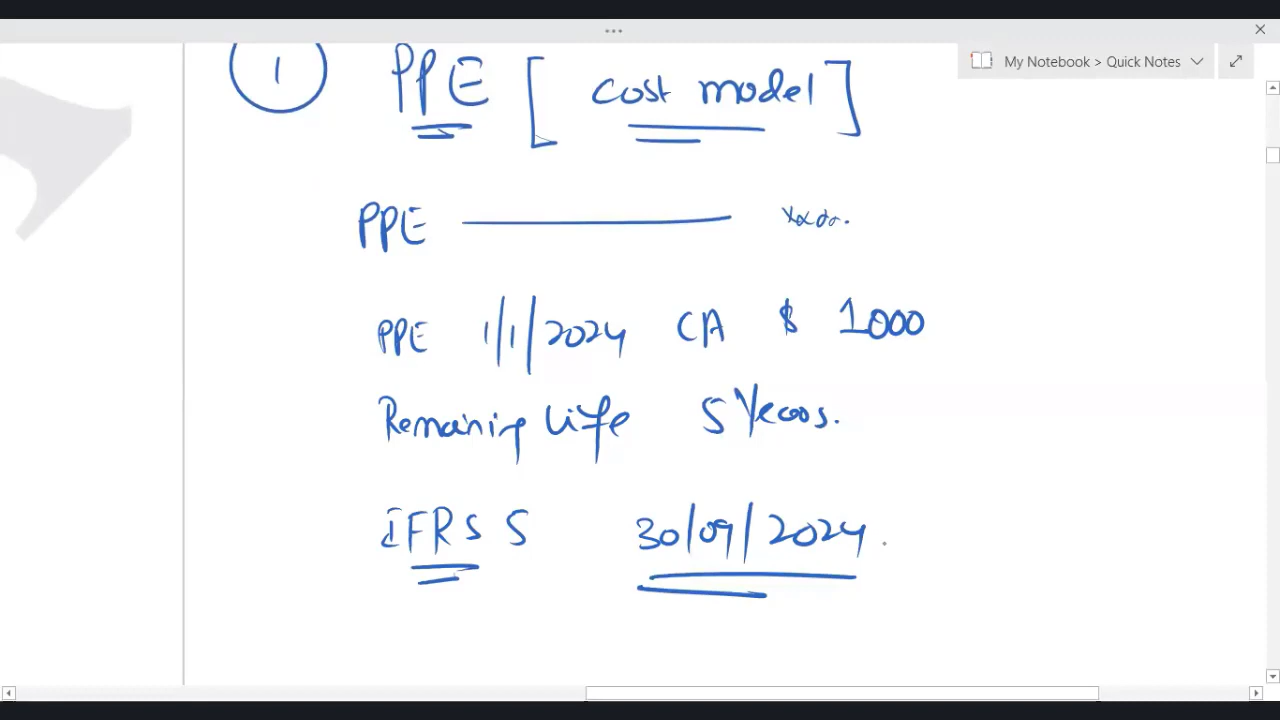 ...
My Notebook > Quick Notes
1 PPE [ cost model ]
PPE
PPE 1/1/2024 CA $ 1000
Remaining Life 5 Years.
IFRS 5 30/09/2024.